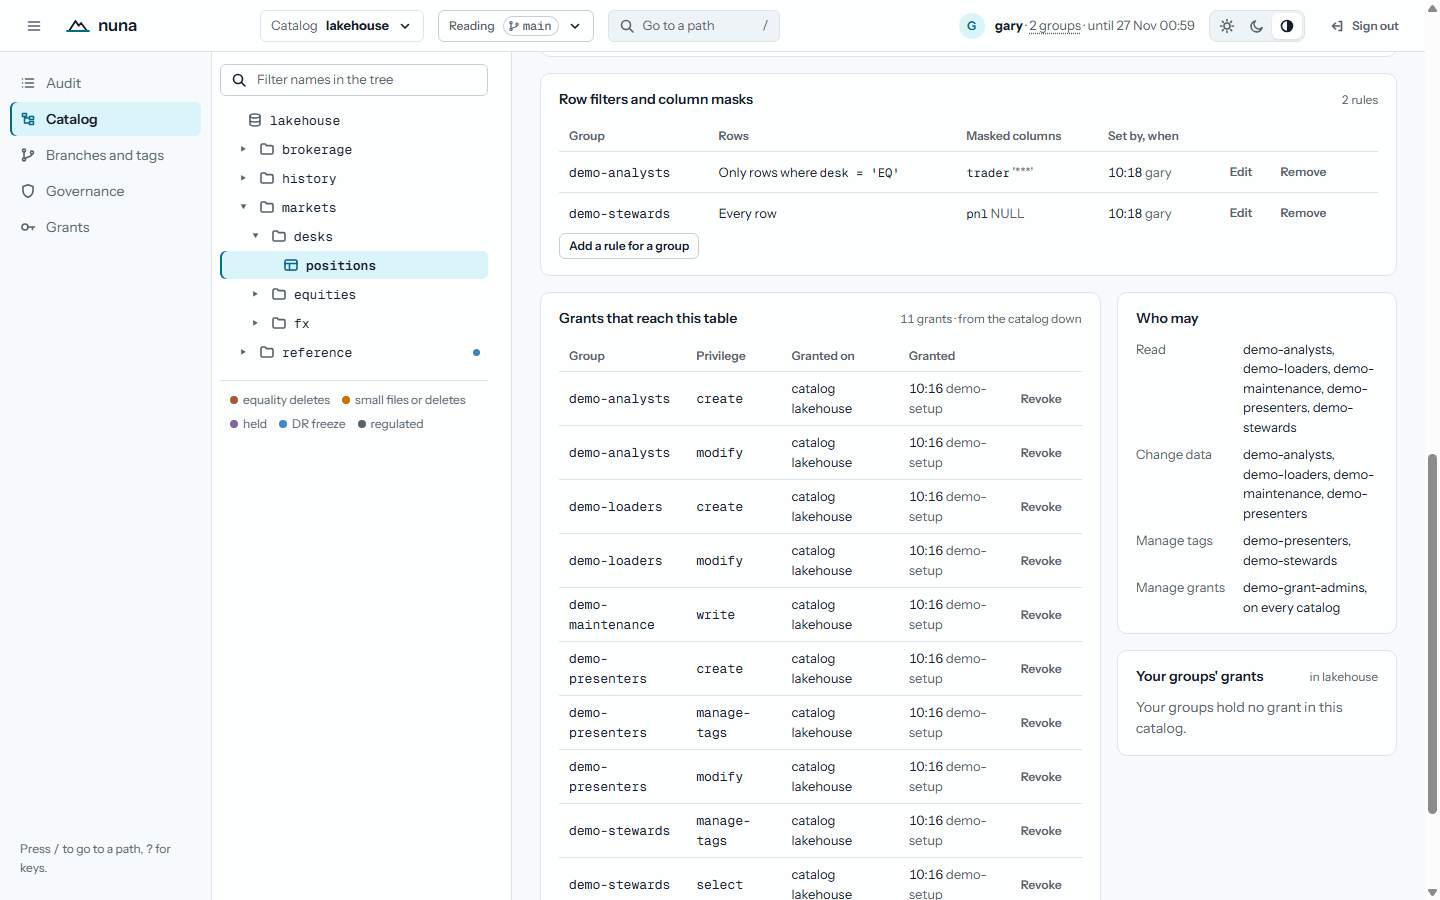 nuna
Catalog lakehouse
Reading main
Go to a path /
G gary · 2 groups · until 27 Nov 00:59
Sign out
Audit
Catalog
Branches and tags
Governance
Grants
Press / to go to a path, ? for
keys.
Filter names in the tree
lakehouse
brokerage
history
markets
desks
positions
equities
fx
reference
equality deletes small files or deletes
held DR freeze regulated
Row filters and column masks 2 rules
Group Rows Masked columns Set by, when
demo-analysts Only rows where desk = 'EQ' trader '***' 10:18 gary Edit Remove
demo-stewards Every row pnl NULL 10:18 gary Edit Remove
Add a rule for a group
Grants that reach this table 11 grants · from the catalog down
Group Privilege Granted on Granted
demo-analysts create catalog lakehouse 10:16 demo-setup Revoke
demo-analysts modify catalog lakehouse 10:16 demo-setup Revoke
demo-loaders create catalog lakehouse 10:16 demo-setup Revoke
demo-loaders modify catalog lakehouse 10:16 demo-setup Revoke
demo-maintenance write catalog lakehouse 10:16 demo-setup Revoke
demo-presenters create catalog lakehouse 10:16 demo-setup Revoke
demo-presenters manage-tags catalog lakehouse 10:16 demo-setup Revoke
demo-presenters modify catalog lakehouse 10:16 demo-setup Revoke
demo-stewards manage-tags catalog lakehouse 10:16 demo-setup Revoke
demo-stewards select catalog lakehouse 10:16 demo-setup Revoke
Who may
Read demo-analysts,
demo-loaders, demo-
maintenance, demo-
presenters, demo-
stewards
Change data demo-analysts,
demo-loaders, demo-
maintenance, demo-
presenters
Manage tags demo-presenters,
demo-stewards
Manage grants demo-grant-admins,
on every catalog
Your groups' grants in lakehouse
Your groups hold no grant in this
catalog.